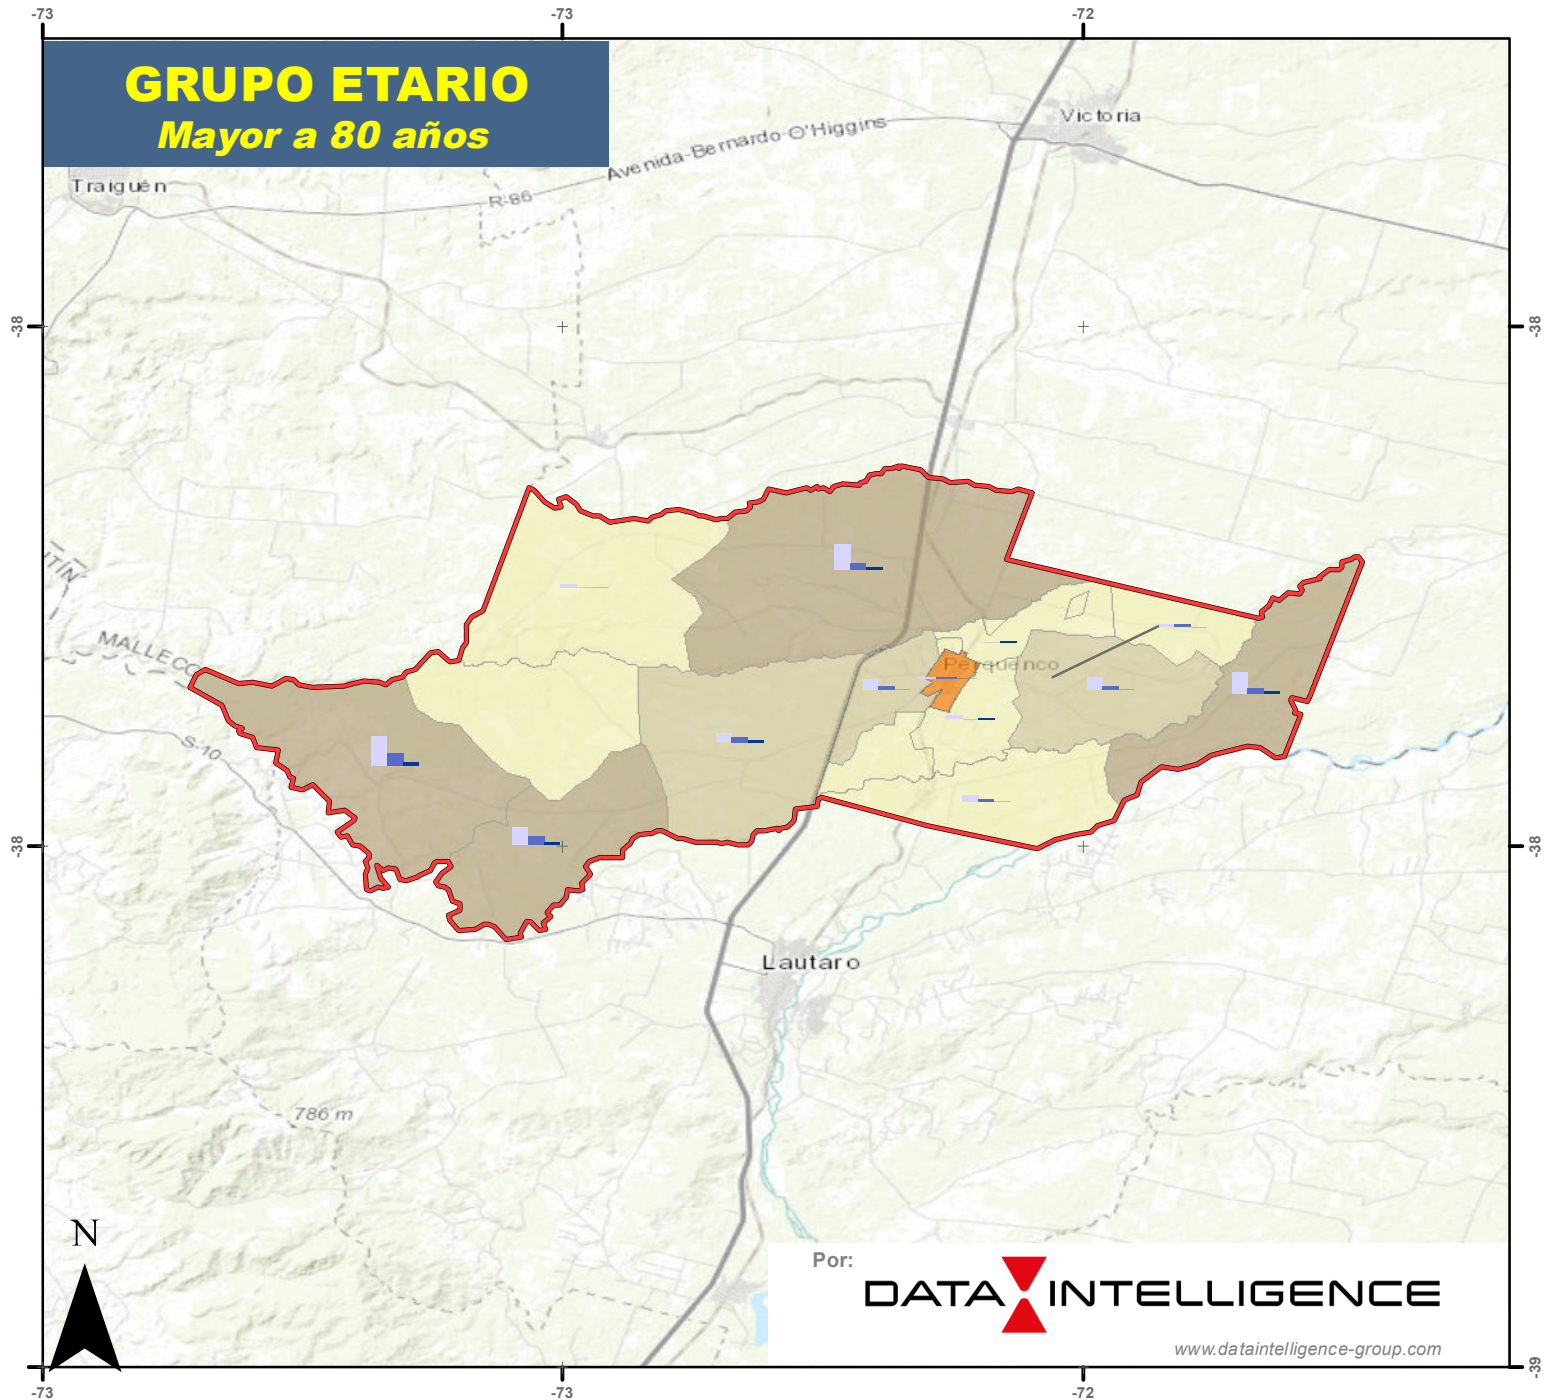 -73
-73
-72
GRUPO ETARIO
Mayor a 80 años
Victoria
Avenida-Bernardo-O'Higgins
Traiguén
R-86
-38
-38
TÍN
MALLECO
Perquenco
S-10
-38
-38
Lautaro
786 m
N
Por:
DATA INTELLIGENCE
www.dataintelligence-group.com
-39
-73
-73
-72